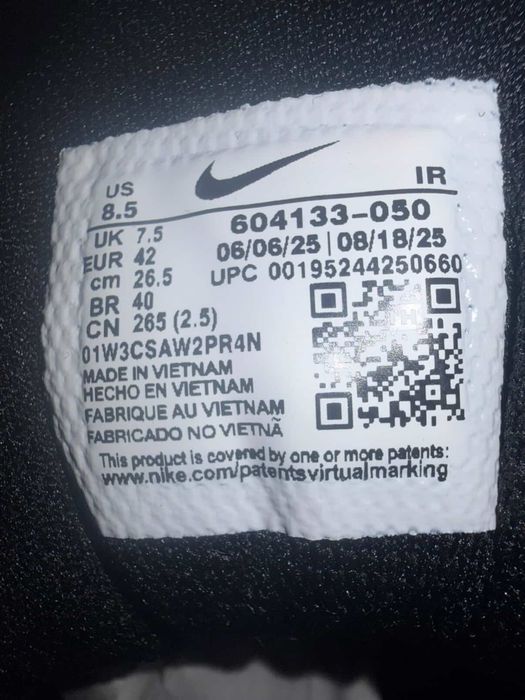 US
8.5
IR
UK 7.5
EUR 42
cm 26.5
BR 40
CN 265 (2.5)
604133-050
06/06/25 | 08/18/25
UPC 00195244250660
01W3CSAW2PR4N
MADE IN VIETNAM
HECHO EN VIETNAM
FABRIQUE AU VIETNAM
FABRICADO NO VIETNÃ
This product is covered by one or more patents:
www.nike.com/patentsvirtualmarking